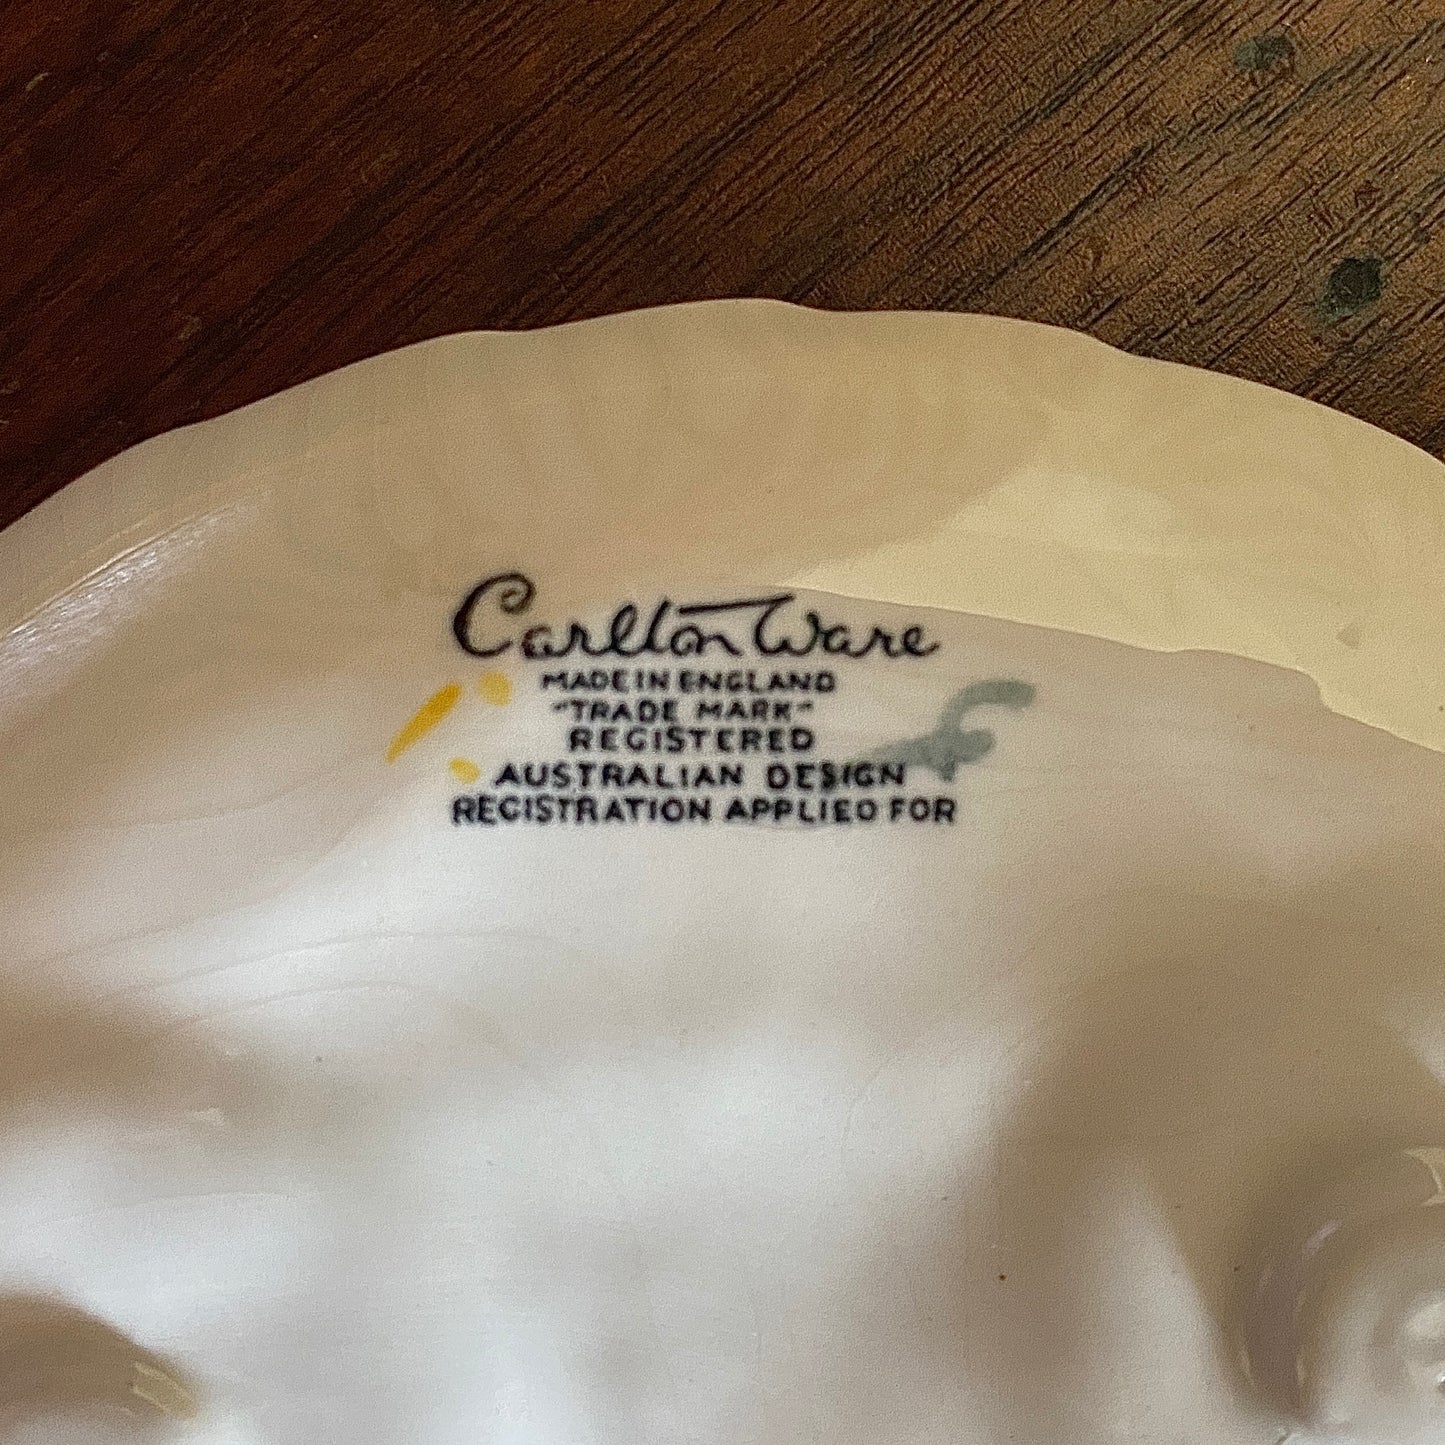 Carlton Ware
MADE IN ENGLAND
"TRADE MARK"
REGISTERED
AUSTRALIAN DESIGN
REGISTRATION APPLIED FOR